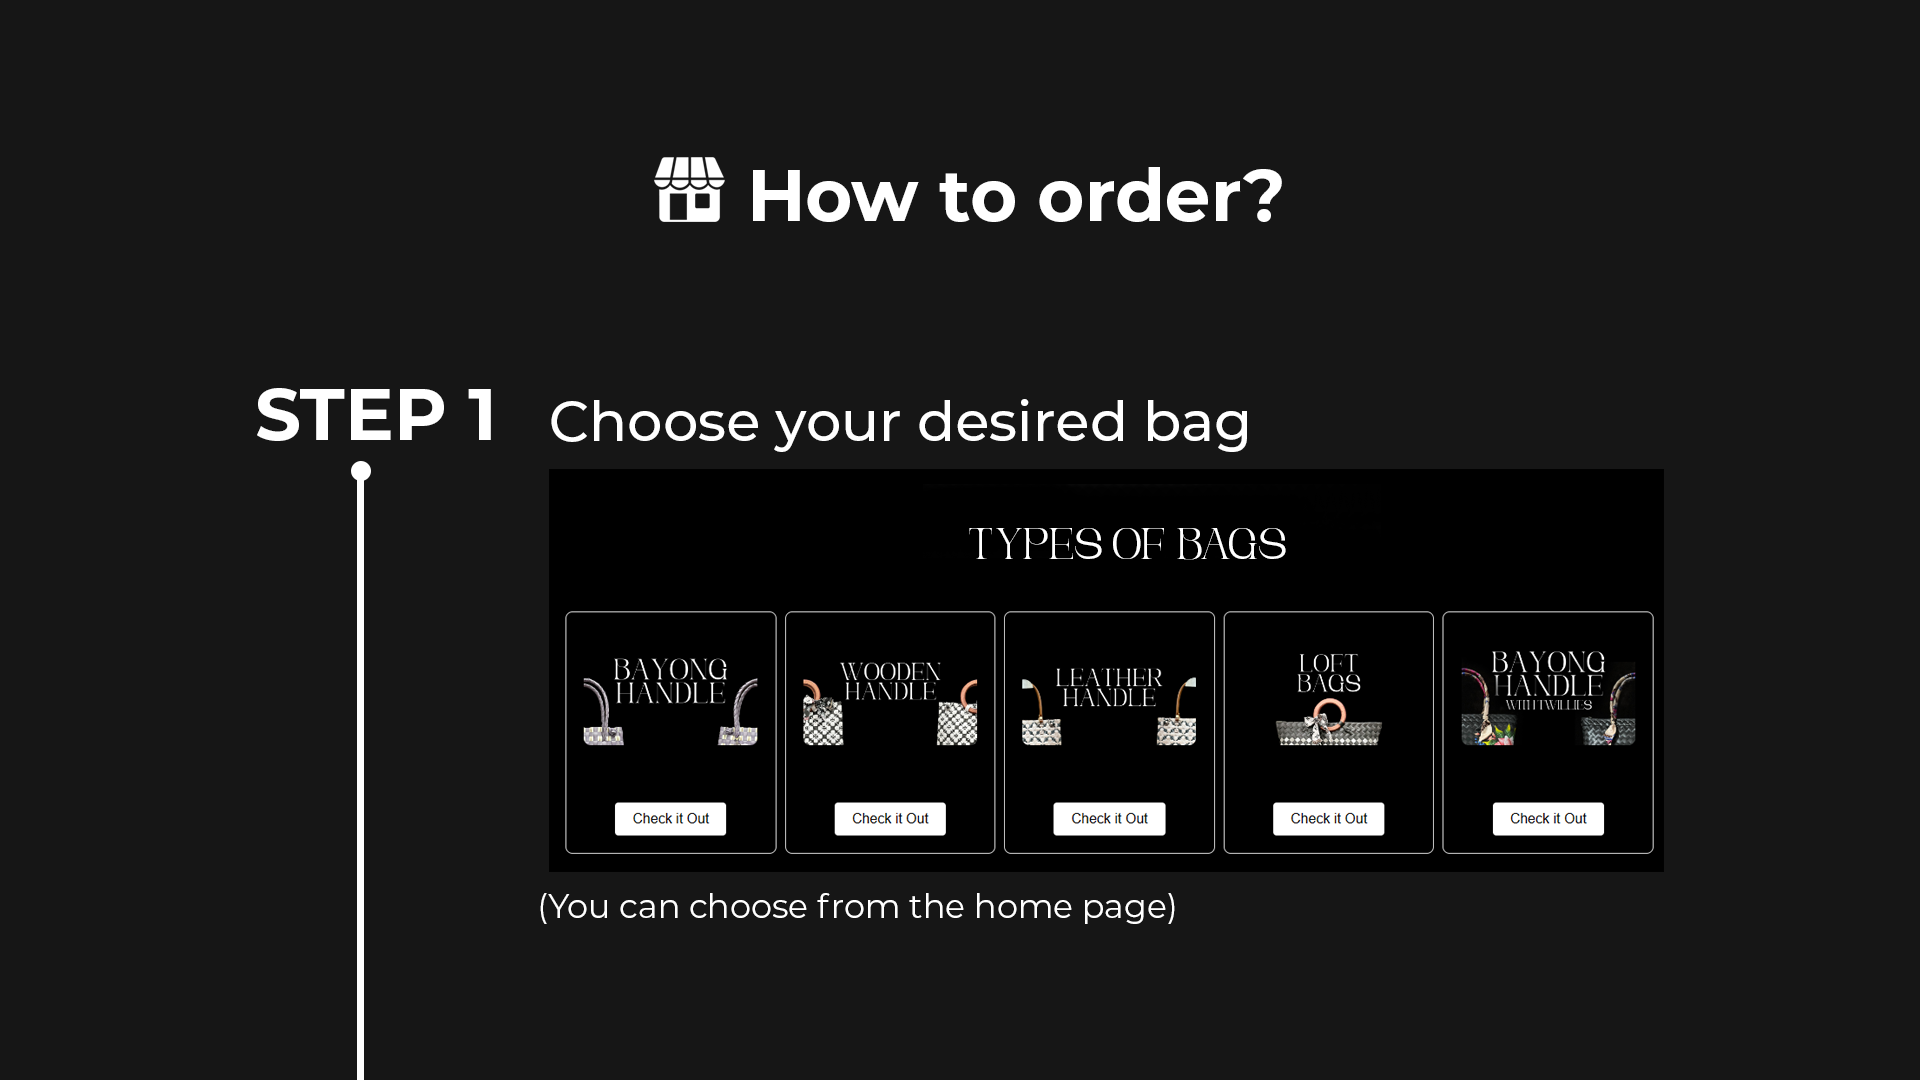 How to order?
STEP 1
Choose your desired bag
TYPES OF BAGS
BAYONG
HANDLE
Check it Out
WOODEN
HANDLE
Check it Out
LEATHER
HANDLE
Check it Out
LOFT
BAGS
Check it Out
BAYONG
HANDLE
WITH TWILLIES
Check it Out
(You can choose from the home page)